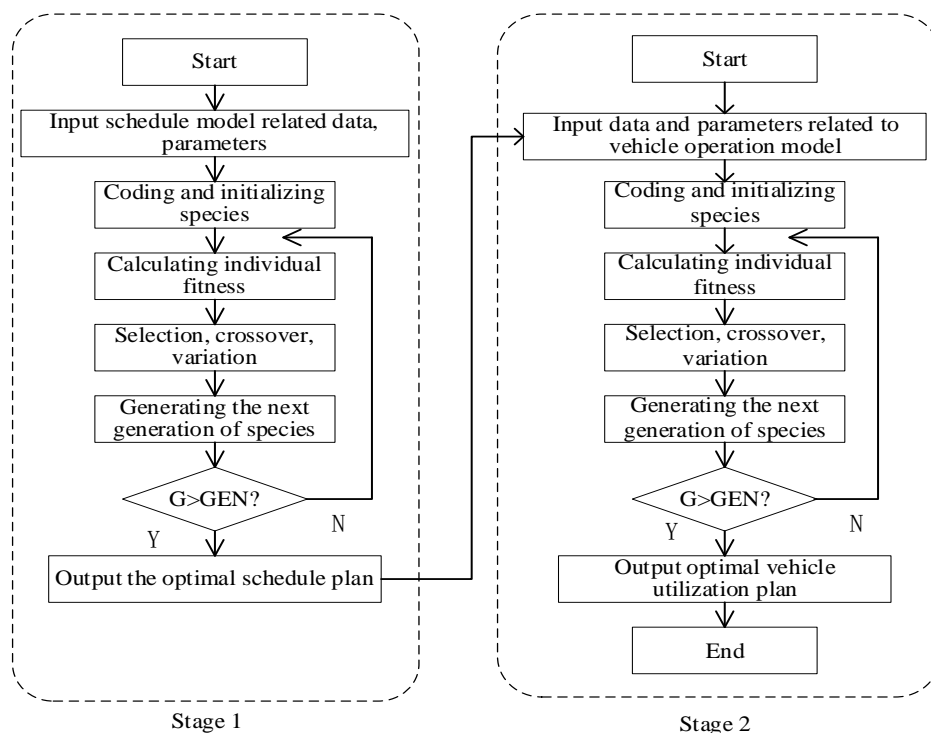 Start
Input schedule model related data,
parameters
Coding and initializing
species
Calculating individual
fitness
Selection, crossover,
variation
Generating the next
generation of species
G>GEN?
N
Y
Output the optimal schedule plan
Stage 1
Start
Input data and parameters related to
vehicle operation model
Coding and initializing
species
Calculating individual
fitness
Selection, crossover,
variation
Generating the next
generation of species
G>GEN?
Y
N
Output optimal vehicle
utilization plan
End
Stage 2